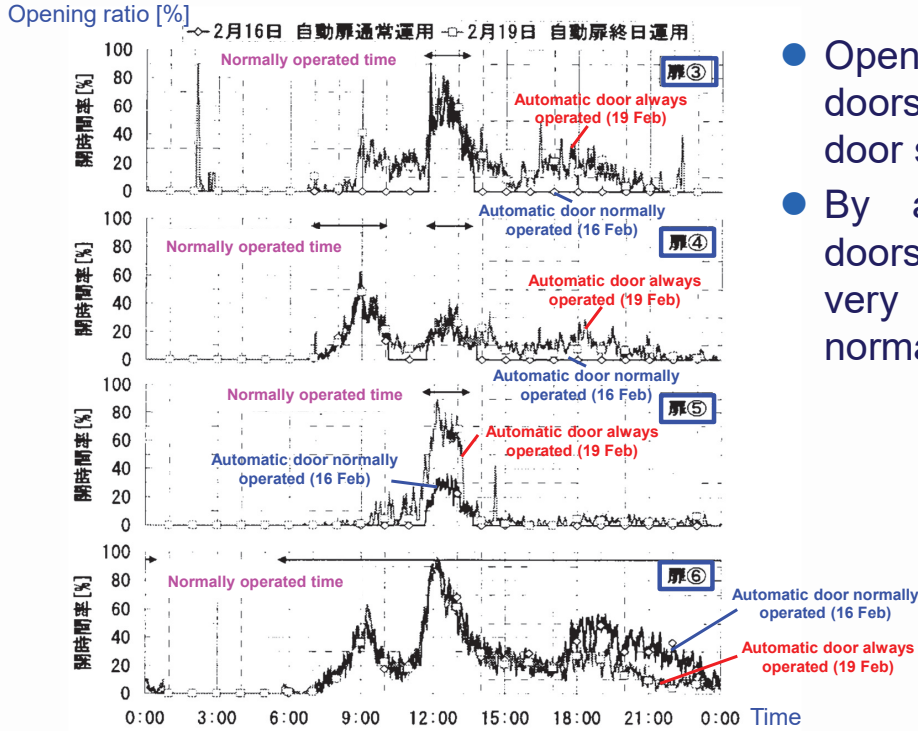 Opening ratio [%]
2月16日 自動扉通常運用 2月19日 自動扉終日運用
100
80
60
40
20
0
開時間率[%]
Normally operated time
扉③
Automatic door always
operated (19 Feb)
Automatic door normally
operated (16 Feb)
100
80
60
40
20
0
開時間率[%]
Normally operated time
扉④
Automatic door always
operated (19 Feb)
Automatic door normally
operated (16 Feb)
100
80
60
40
20
0
開時間率[%]
Normally operated time
扉⑤
Automatic door always
operated (19 Feb)
Automatic door normally
operated (16 Feb)
100
80
60
40
20
0
開時間率[%]
Normally operated time
扉⑥
Automatic door normally
operated (16 Feb)
Automatic door always
operated (19 Feb)
0:00 3:00 6:00 9:00 12:00 15:00 18:00 21:00 0:00 Time
● Open
doors
door s
● By a
doors
very
norma